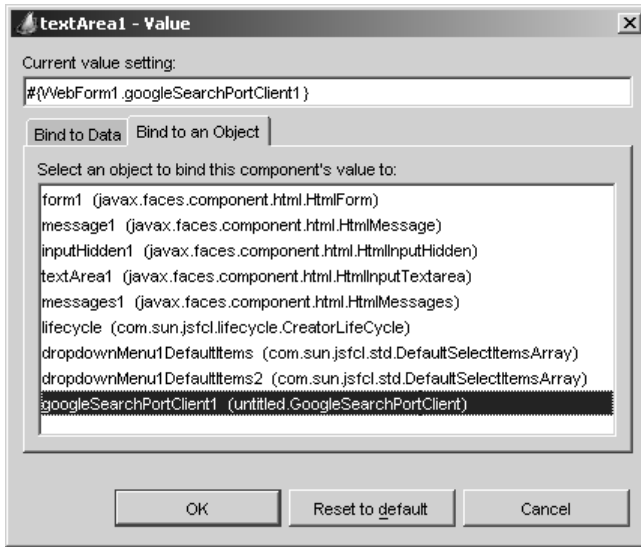 textArea1 - Value
Current value setting:
#{WebForm1.googleSearchPortClient1}
Bind to Data
Bind to an Object
Select an object to bind this component's value to:
form1 (javax.faces.component.html.HtmlForm)
message1 (javax.faces.component.html.HtmlMessage)
inputHidden1 (javax.faces.component.html.HtmlInputHidden)
textArea1 (javax.faces.component.html.HtmlInputTextarea)
messages1 (javax.faces.component.html.HtmlMessages)
lifecycle (com.sun.jsfcl.lifecycle.CreatorLifeCycle)
dropdownMenu1DefaultItems (com.sun.jsfcl.std.DefaultSelectItemsArray)
dropdownMenu1DefaultItems2 (com.sun.jsfcl.std.DefaultSelectItemsArray)
googleSearchPortClient1 (untitled.GoogleSearchPortClient)
OK
Reset to default
Cancel